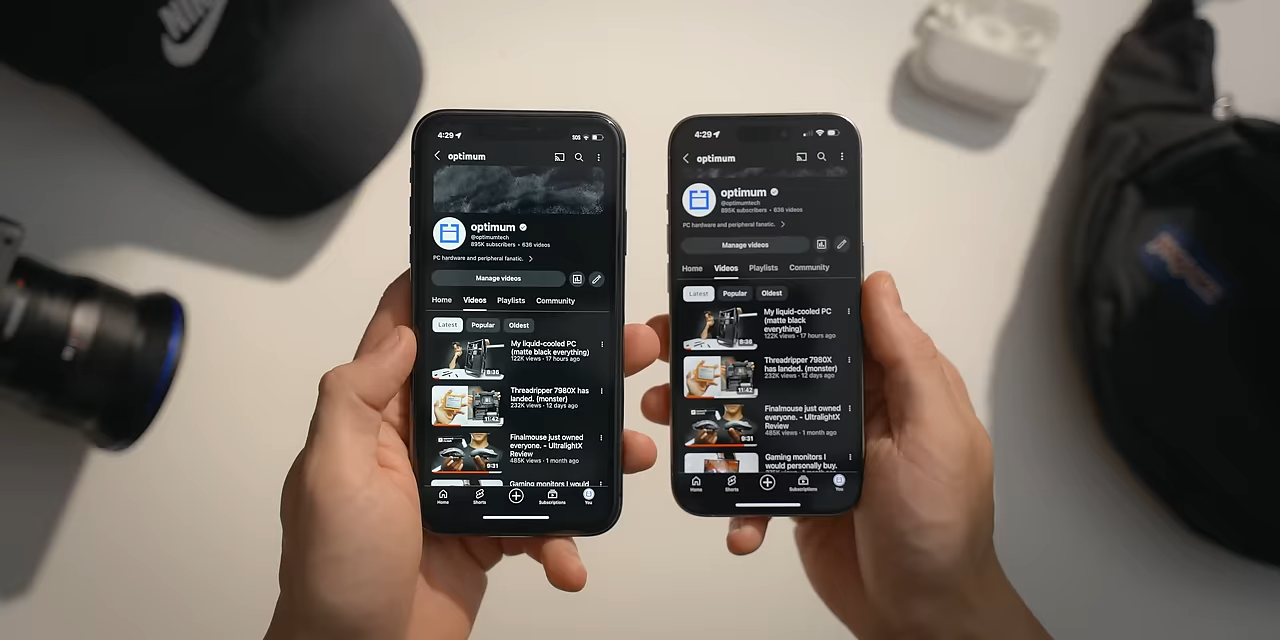 NIKE
4:29
SOS
optimum
optimum
@optimumtech
895K subscribers • 636 videos
PC hardware and peripheral fanatic.
Manage videos
Home Videos Playlists Community
Latest Popular Oldest
My liquid-cooled PC
(matte black everything)
122K views · 17 hours ago
8:36
Threadripper 7980X has
landed. (monster)
232K views · 12 days ago
11:42
Finalmouse just owned
everyone. - UltralightX
Review
485K views · 1 month ago
9:31
Gaming monitors I would
Home Shorts Subscriptions You
4:29
optimum
optimum
@optimumtech
895K subscribers • 636 videos
PC hardware and peripheral fanatic.
Manage videos
Home Videos Playlists Community
Latest Popular Oldest
My liquid-cooled PC
(matte black
everything)
122K views · 17 hours ago
8:36
Threadripper 7980X
has landed. (monster)
232K views · 12 days ago
11:42
Finalmouse just owned
everyone. - UltralightX
Review
485K views · 1 month ago
9:31
Gaming monitors I
would personally buy.
Home Shorts Subscriptions You